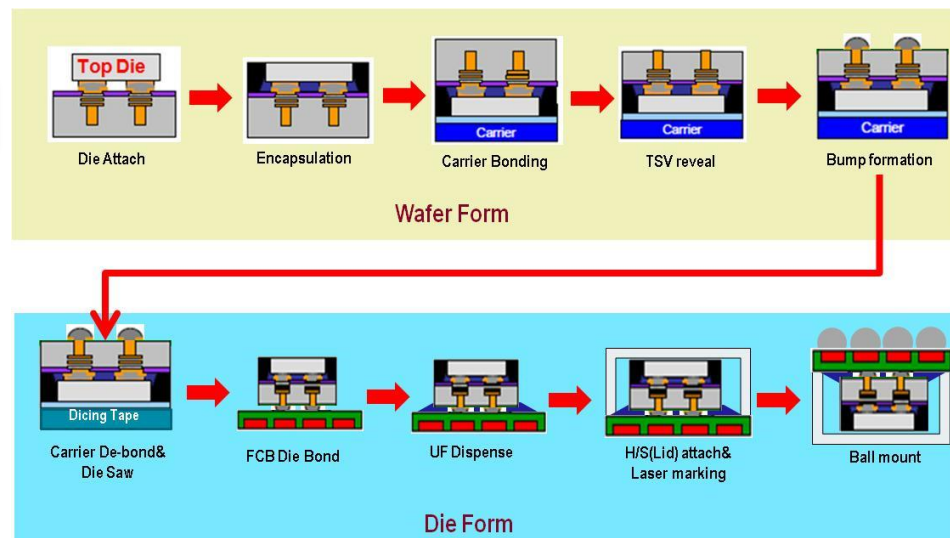 Top Die
Carrier
Carrier
Carrier
Die Attach
Encapsulation
Carrier Bonding
TSV reveal
Bump formation
Wafer Form
Dicing Tape
Carrier De-bond&
Die Saw
FCB Die Bond
UF Dispense
H/S(Lid) attach&
Laser marking
Ball mount
Die Form